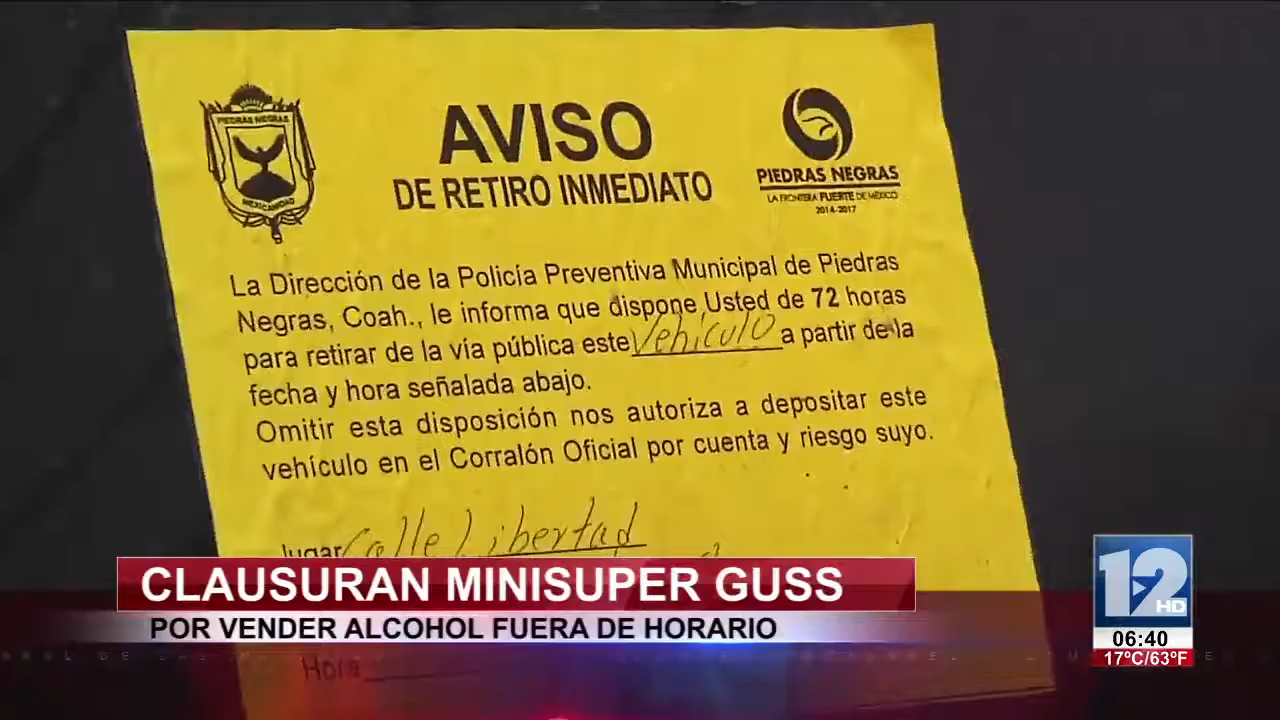 PIEDRAS NEGRAS
MEXICANIDAD
AVISO
DE RETIRO INMEDIATO
PIEDRAS NEGRAS
LA FRONTERA FUERTE DE MÉXICO
2014-2017
La Dirección de la Policía Preventiva Municipal de Piedras
Negras, Coah., le informa que dispone Usted de 72 horas
para retirar de la vía pública este Vehículo a partir de la
fecha y hora señalada abajo.
Omitir esta disposición nos autoriza a depositar este
vehículo en el Corralón Oficial por cuenta y riesgo suyo.
lugar Calle Libertad
CLAUSURAN MINISUPER GUSS
POR VENDER ALCOHOL FUERA DE HORARIO
Hora
12
HD
06:40
17ºC/63ºF